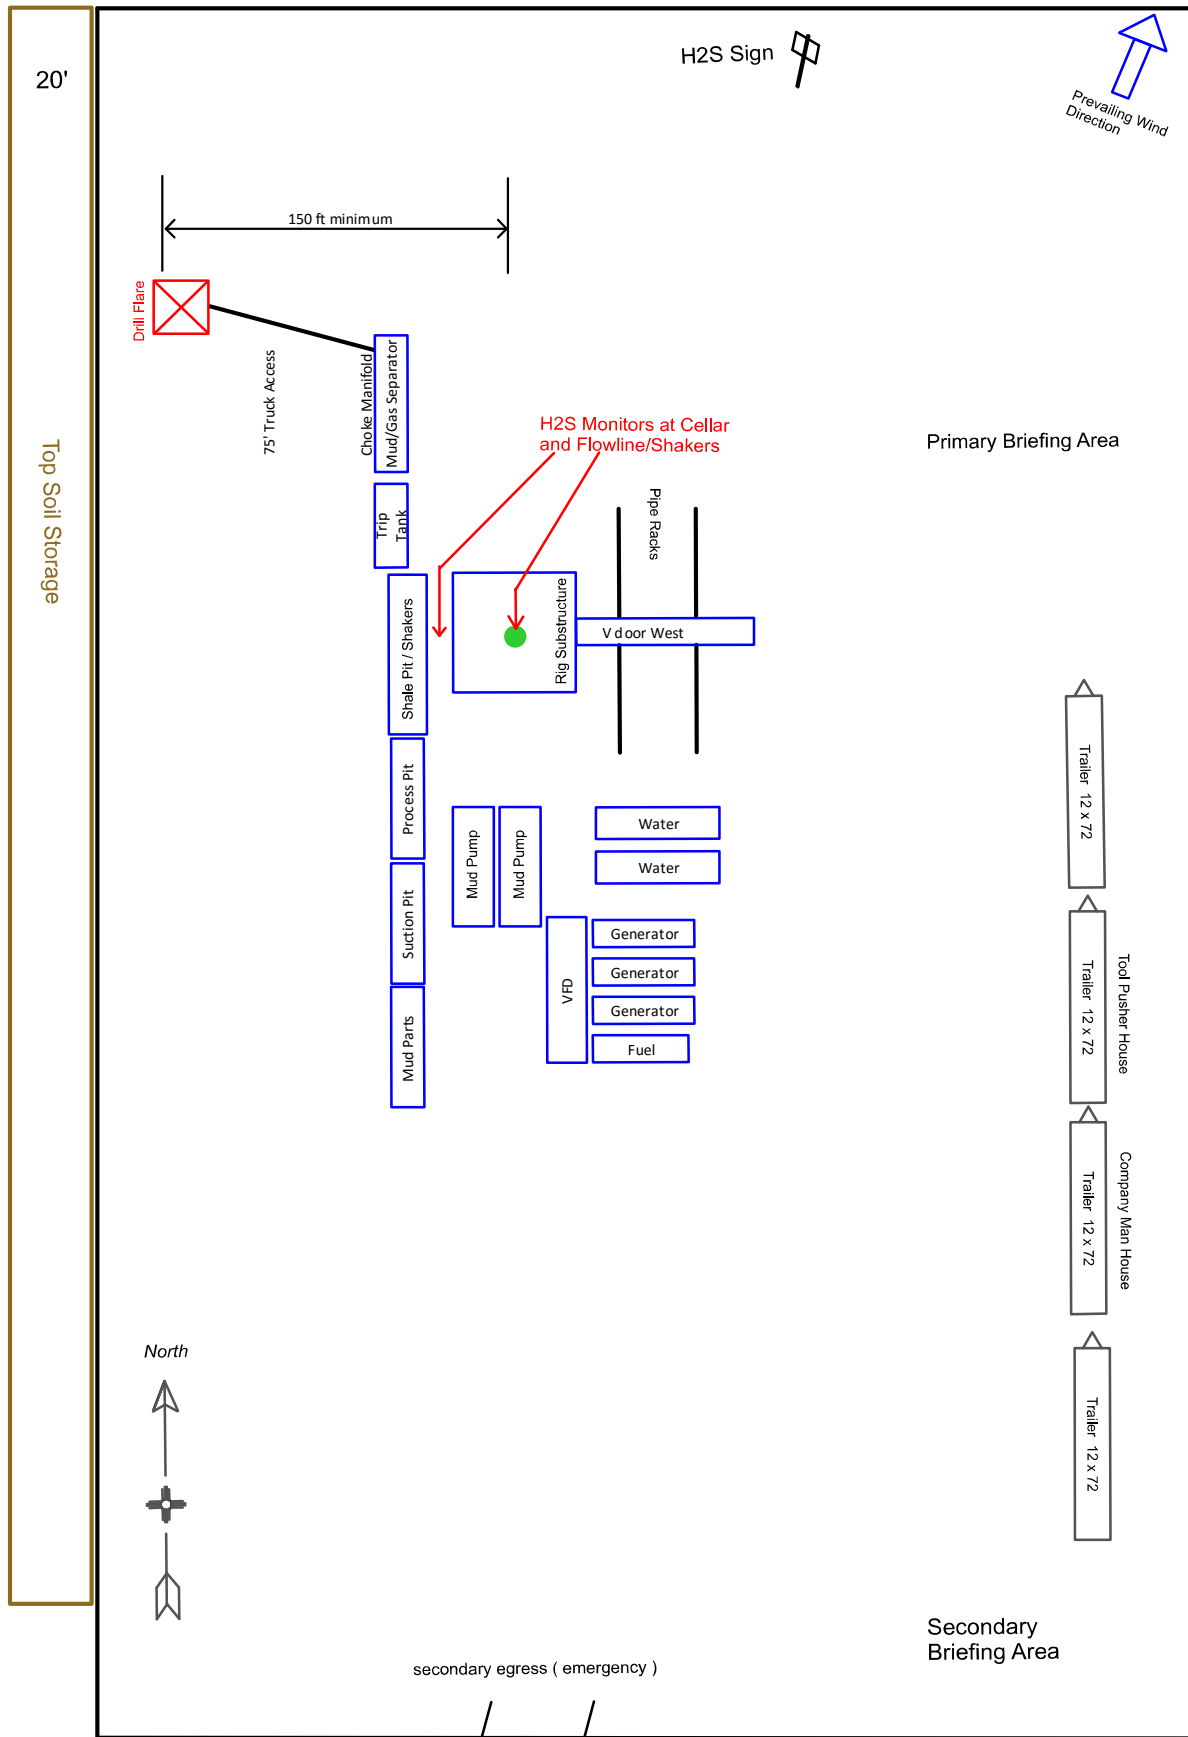 20'
H2S Sign
Prevailing Wind
Direction
150 ft minimum
Drill Flare
75' Truck Access
Choke Manifold
Mud/Gas Separator
H2S Monitors at Cellar
and Flowline/Shakers
Primary Briefing Area
Top Soil Storage
Trip
Tank
Pipe Racks
Shale Pit / Shakers
Rig Substructure
V door West
Process Pit
Mud Pump
Mud Pump
Water
Water
Trailer 12 x 72
Suction Pit
VFD
Generator
Generator
Generator
Fuel
Trailer 12 x 72
Tool Pusher House
Mud Parts
Trailer 12 x 72
Company Man House
North
Trailer 12 x 72
Secondary
Briefing Area
secondary egress ( emergency )